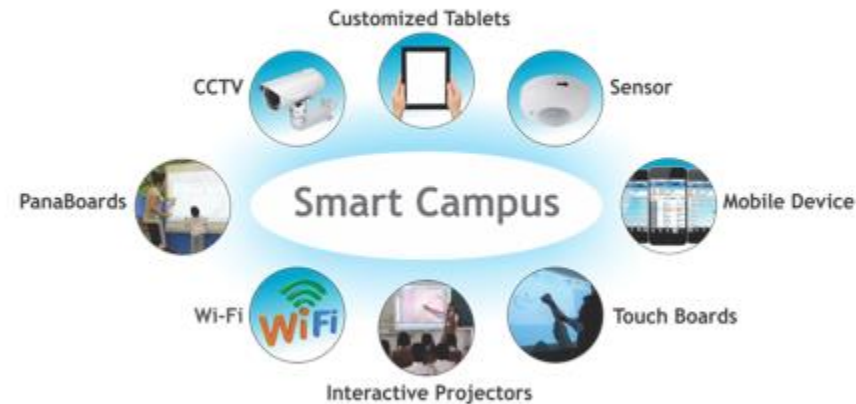 Customized Tablets
CCTV
Sensor
PanaBoards
Smart Campus
Mobile Device
Wi-Fi
WiFi
Touch Boards
Interactive Projectors